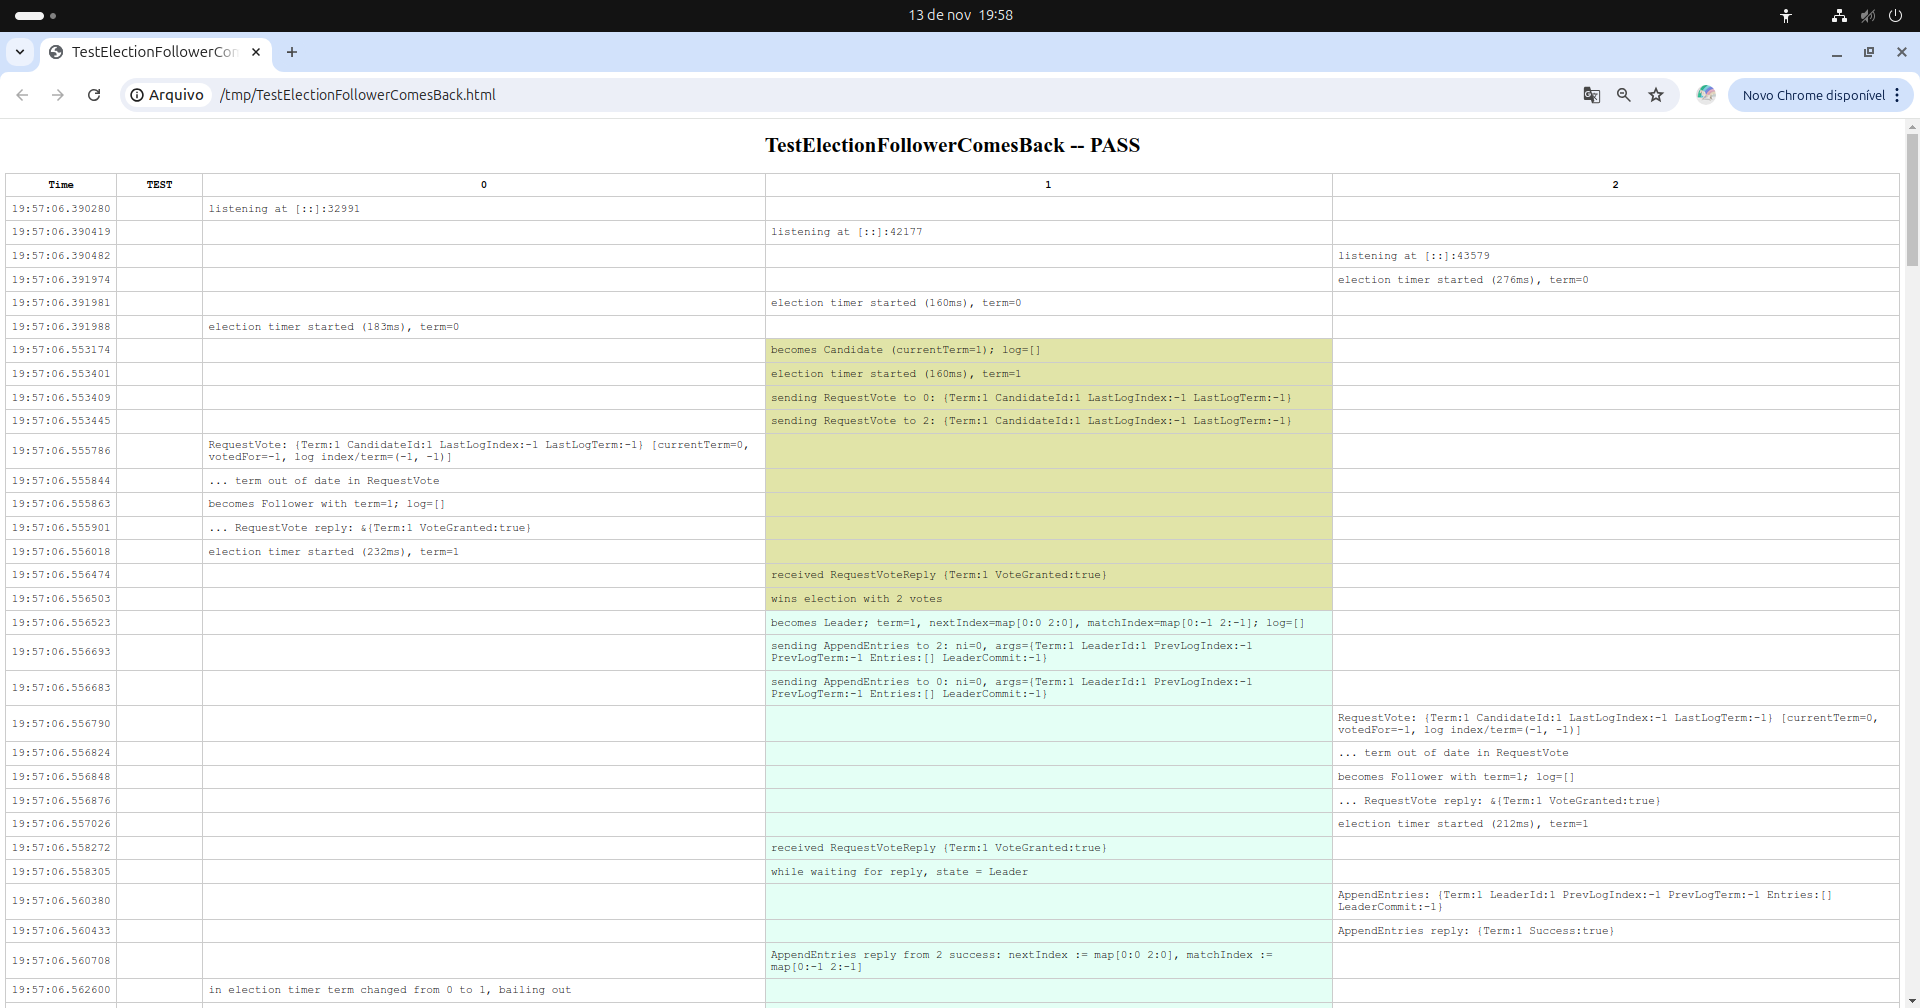 13 de nov 19:58
TestElectionFollowerCon
Arquivo /tmp/TestElectionFollowerComesBack.html
Novo Chrome disponível
TestElectionFollowerComesBack -- PASS
Time TEST 0 1 2
19:57:06.390280 listening at [::]:32991
19:57:06.390419 listening at [::]:42177
19:57:06.390482 listening at [::]:43579
19:57:06.391974 election timer started (276ms), term=0
19:57:06.391981 election timer started (160ms), term=0
19:57:06.391988 election timer started (183ms), term=0
19:57:06.553174 becomes Candidate (currentTerm=1); log=[]
19:57:06.553401 election timer started (160ms), term=1
19:57:06.553409 sending RequestVote to 0: {Term:1 CandidateId:1 LastLogIndex:-1 LastLogTerm:-1}
19:57:06.553445 sending RequestVote to 2: {Term:1 CandidateId:1 LastLogIndex:-1 LastLogTerm:-1}
19:57:06.555786 RequestVote: {Term:1 CandidateId:1 LastLogIndex:-1 LastLogTerm:-1} [currentTerm=0,
votedFor=-1, log index/term=(-1, -1)]
19:57:06.555844 ... term out of date in RequestVote
19:57:06.555863 becomes Follower with term=1; log=[]
19:57:06.555901 ... RequestVote reply: &{Term:1 VoteGranted:true}
19:57:06.556018 election timer started (232ms), term=1
19:57:06.556474 received RequestVoteReply {Term:1 VoteGranted:true}
19:57:06.556503 wins election with 2 votes
19:57:06.556523 becomes Leader; term=1, nextIndex=map[0:0 2:0], matchIndex=map[0:-1 2:-1]; log=[]
19:57:06.556693 sending AppendEntries to 2: ni=0, args={Term:1 LeaderId:1 PrevLogIndex:-1
PrevLogTerm:-1 Entries:[] LeaderCommit:-1}
19:57:06.556683 sending AppendEntries to 0: ni=0, args={Term:1 LeaderId:1 PrevLogIndex:-1
PrevLogTerm:-1 Entries:[] LeaderCommit:-1}
19:57:06.556790 RequestVote: {Term:1 CandidateId:1 LastLogIndex:-1 LastLogTerm:-1} [currentTerm=0,
votedFor=-1, log index/term=(-1, -1)]
19:57:06.556824 ... term out of date in RequestVote
19:57:06.556848 becomes Follower with term=1; log=[]
19:57:06.556876 ... RequestVote reply: &{Term:1 VoteGranted:true}
19:57:06.557026 election timer started (212ms), term=1
19:57:06.558272 received RequestVoteReply {Term:1 VoteGranted:true}
19:57:06.558305 while waiting for reply, state = Leader
19:57:06.560380 AppendEntries: {Term:1 LeaderId:1 PrevLogIndex:-1 PrevLogTerm:-1 Entries:[]
LeaderCommit:-1}
19:57:06.560433 AppendEntries reply: {Term:1 Success:true}
19:57:06.560708 AppendEntries reply from 2 success: nextIndex := map[0:0 2:0], matchIndex :=
map[0:-1 2:-1]
19:57:06.562600 in election timer term changed from 0 to 1, bailing out